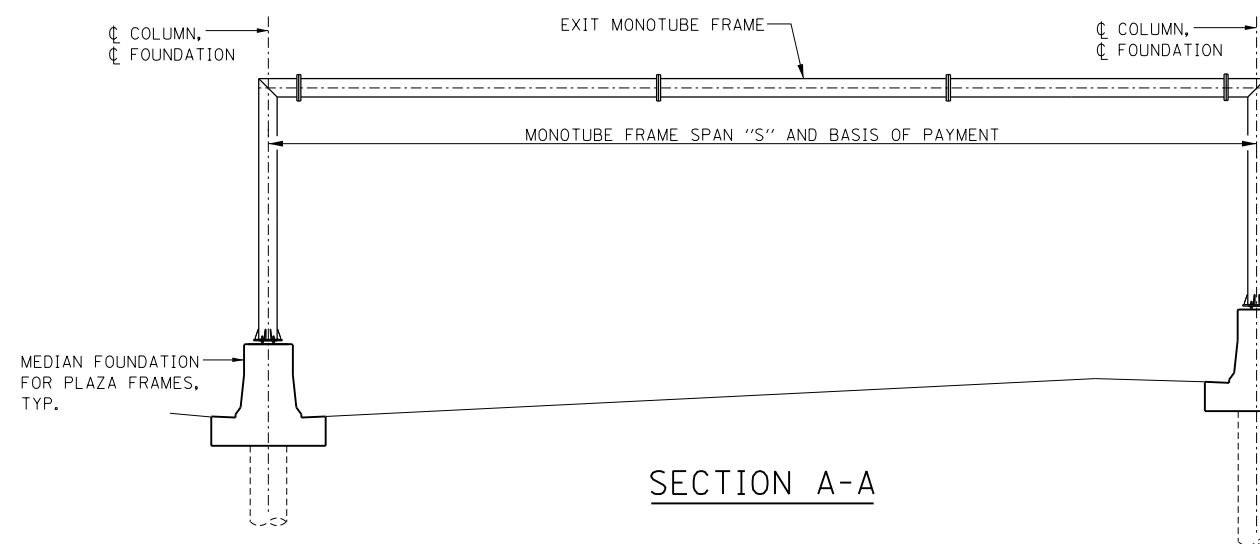 ℄ COLUMN,
℄ FOUNDATION
EXIT MONOTUBE FRAME
℄ COLUMN,
℄ FOUNDATION
MONOTUBE FRAME SPAN "S" AND BASIS OF PAYMENT
MEDIAN FOUNDATION
FOR PLAZA FRAMES,
TYP.
SECTION A-A